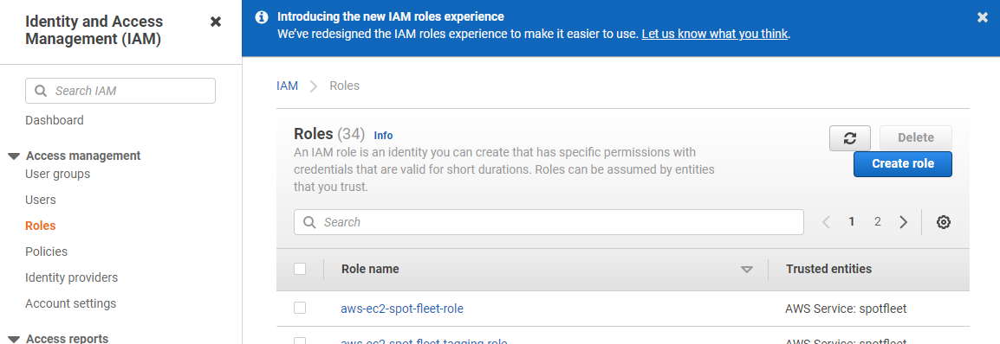 Identity and Access
Management (IAM)
Search IAM
Dashboard
Access management
User groups
Users
Roles
Policies
Identity providers
Account settings
Access reports
Introducing the new IAM roles experience
We've redesigned the IAM roles experience to make it easier to use. Let us know what you think.
IAM > Roles
Roles (34) Info
An IAM role is an identity you can create that has specific permissions with
credentials that are valid for short durations. Roles can be assumed by entities
that you trust.
Delete
Create role
Search
1 2
Role name Trusted entities
aws-ec2-spot-fleet-role AWS Service: spotfleet
aws-ec2-spot-fleet-tagging-role AWS Service: spotfleet